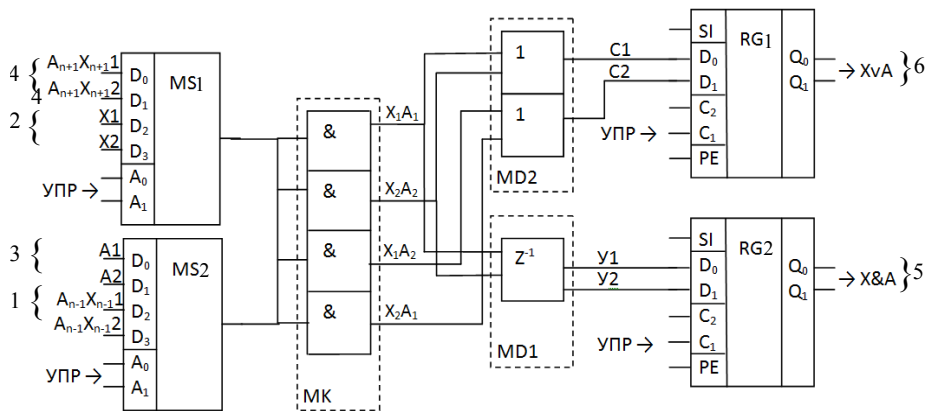 4 { Aₙ₊₁Xₙ₊₁1 D₀
4 Aₙ₊₁Xₙ₊₁2 D₁
2 { X1 D₂
X2 D₃
УПР → A₀
A₁
MS1
3 { A1 D₀
A2 D₁
1 { Aₙ₋₁Xₙ₋₁1 D₂
Aₙ₋₁Xₙ₋₁2 D₃
УПР → A₀
A₁
MS2
&
&
&
&
MK
X₁A₁
X₂A₂
X₁A₂
X₂A₁
1
1
MD2
Z⁻¹
MD1
C1
C2
У1
У2
SI
D₀
D₁
C₂
УПР → C₁
PE
RG1
Q₀
Q₁
→ XvA } 6
SI
D₀
D₁
C₂
УПР → C₁
PE
RG2
Q₀
Q₁
→ X&A } 5